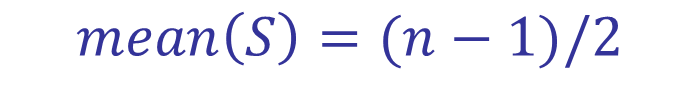 mean(S) = (n − 1)/2